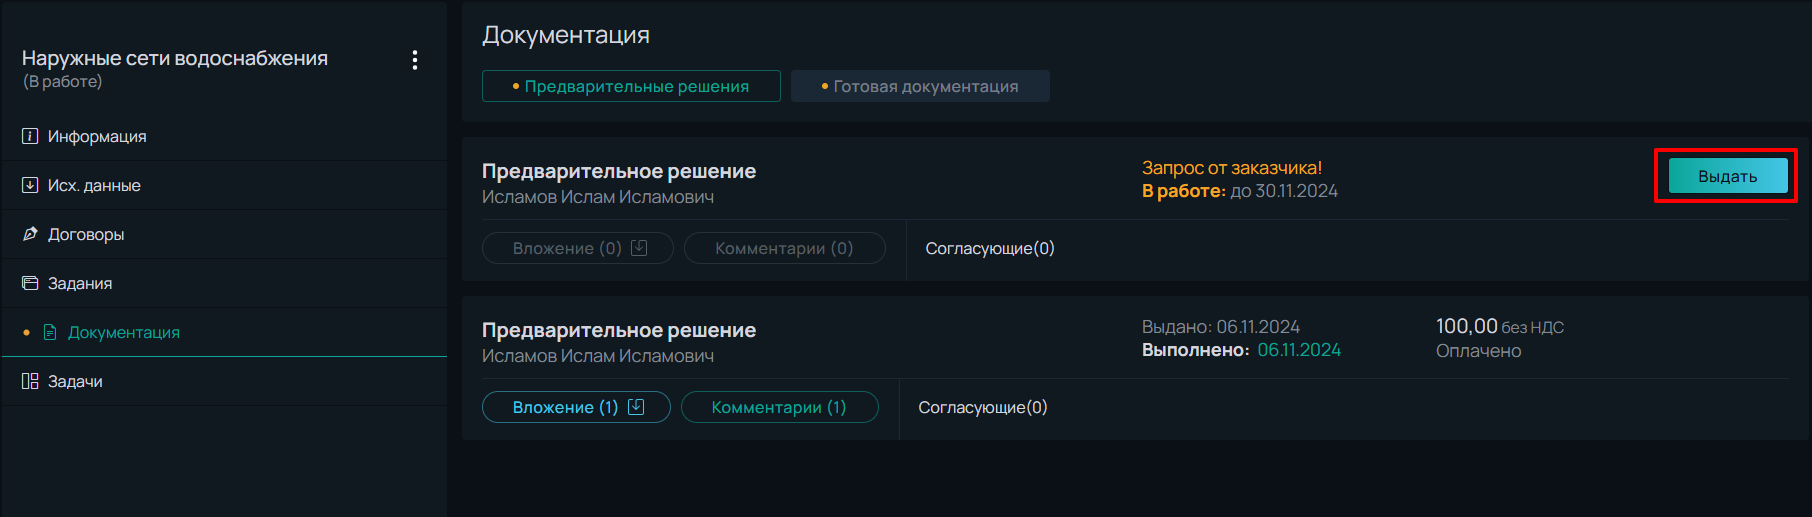 Наружные сети водоснабжения
(В работе)
Информация
Исх. данные
Договоры
Задания
Документация
Задачи
Документация
Предварительные решения
Готовая документация
Предварительное решение
Исламов Ислам Исламович
Запрос от заказчика!
В работе: до 30.11.2024
Выдать
Вложение (0)
Комментарии (0)
Согласующие(0)
Предварительное решение
Исламов Ислам Исламович
Выдано: 06.11.2024
Выполнено: 06.11.2024
100,00 без НДС
Оплачено
Вложение (1)
Комментарии (1)
Согласующие(0)